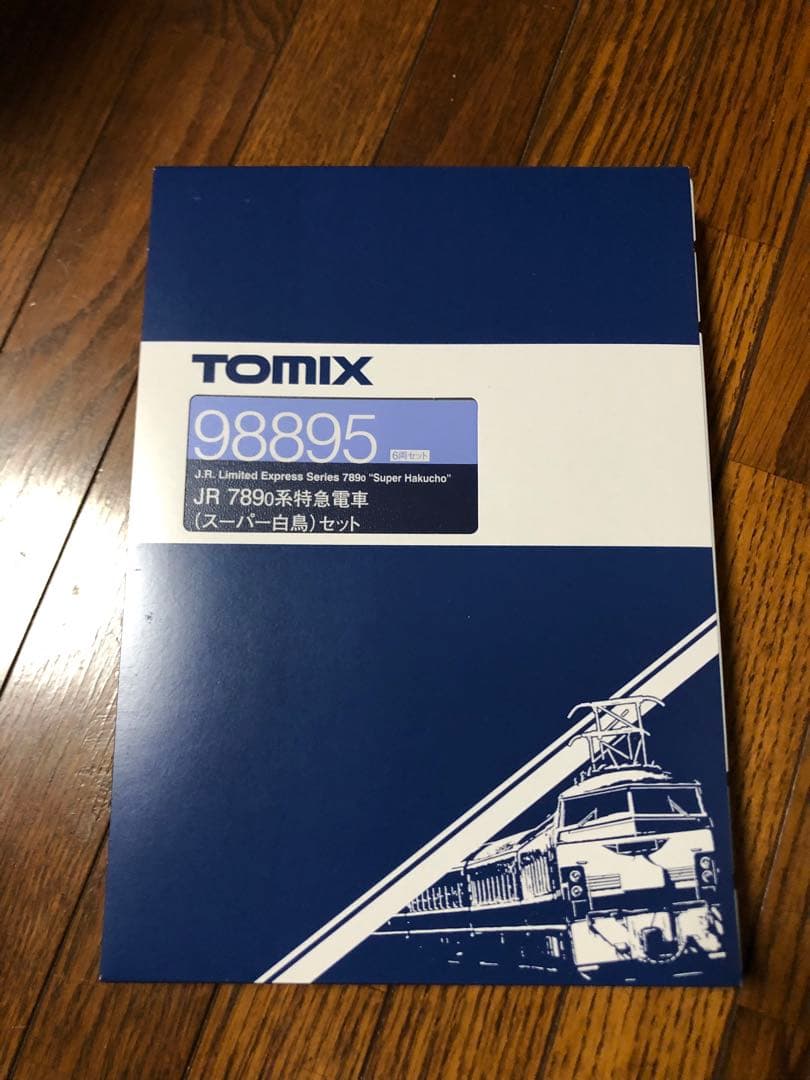 TOMIX
98895 6両セット
J.R. Limited Express Series 7890 "Super Hakucho"
JR 7890系特急電車
(スーパー白鳥)セット